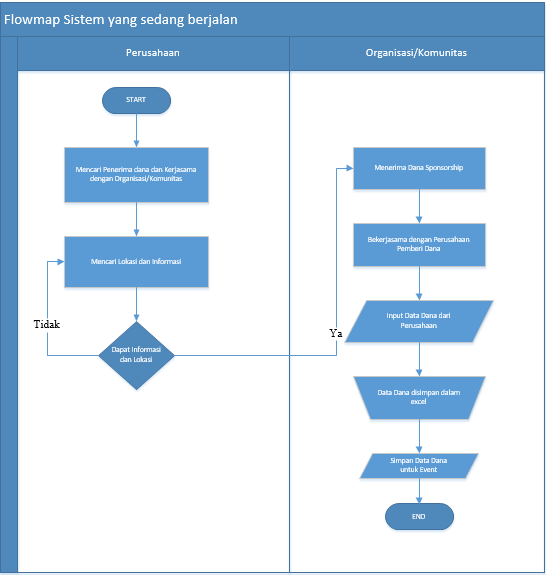 Flowmap Sistem yang sedang berjalan
Perusahaan
Organisasi/Komunitas
START
Mencari Penerima dana dan Kerjasama
dengan Organisasi/Komunitas
Mencari Lokasi dan Informasi
Tidak
Dapat Informasi
dan Lokasi
Ya
Menerima Dana Sponsorship
Bekerjasama dengan Perusahaan
Pemberi Dana
Input Data Dana dari
Perusahaan
Data Dana disimpan dalam
excel
Simpan Data Dana
untuk Event
END